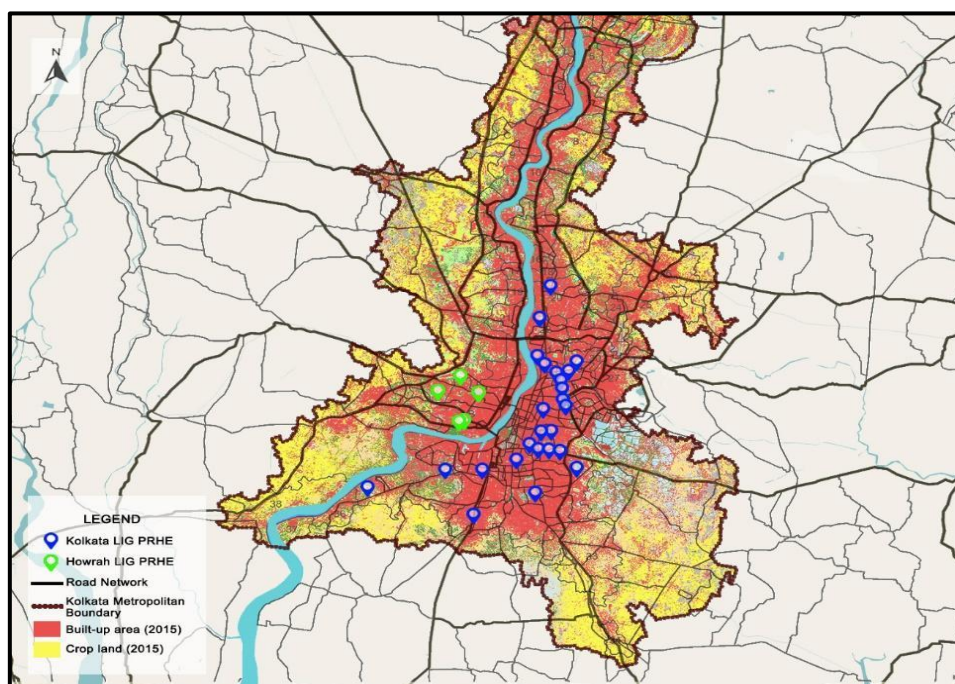 N
38
LEGEND
Kolkata LIG PRHE
Howrah LIG PRHE
Road Network
Kolkata Metropolitan
Boundary
Built-up area (2015)
Crop land (2015)